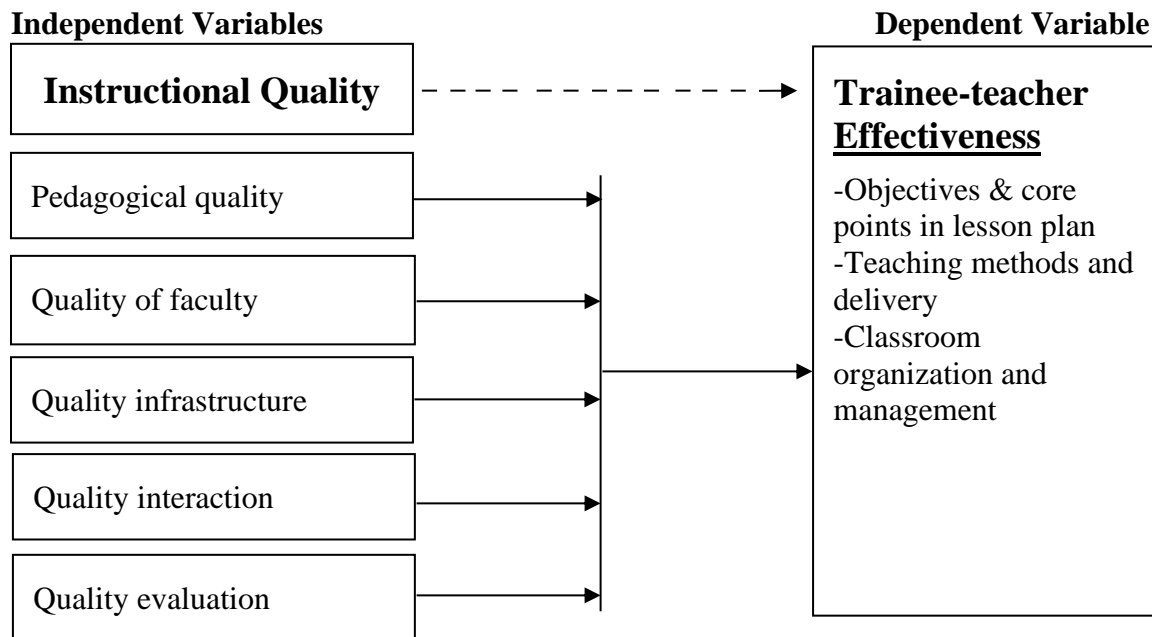 Independent Variables
Dependent Variable
Instructional Quality
Pedagogical quality
Quality of faculty
Quality infrastructure
Quality interaction
Quality evaluation
Trainee-teacher
Effectiveness
-Objectives & core
points in lesson plan
-Teaching methods and
delivery
-Classroom
organization and
management